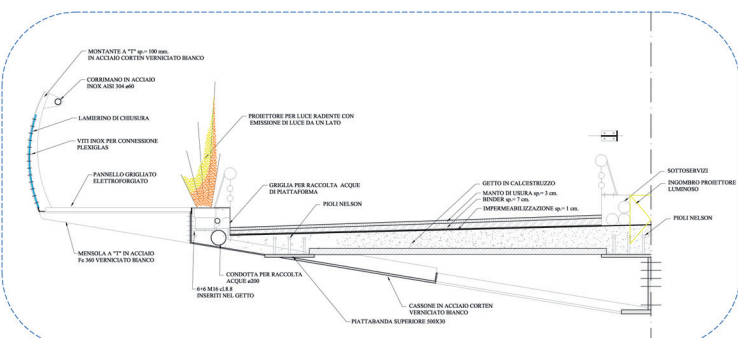 MONTANTE A "T" sp.= 100 mm.
IN ACCIAIO CORTEN VERNICIATO BIANCO
CORRIMANO IN ACCIAIO
INOX AISI 304 ø60
LAMIERINO DI CHIUSURA
VITI INOX PER CONNESSIONE
PLEXIGLAS
PANNELLO GRIGLIATO
ELETTROFORGIATO
MENSOLA A "T" IN ACCIAIO
Fe 360 VERNICIATO BIANCO
PROIETTORE PER LUCE RADENTE CON
EMISSIONE DI LUCE DA UN LATO
GRIGLIA PER RACCOLTA ACQUE
DI PIATTAFORMA
PIOLI NELSON
CONDOTTA PER RACCOLTA
ACQUE ø200
6+6 M16 cl.8.8
INSERITI NEL GETTO
GETTO IN CALCESTRUZZO
MANTO DI USURA sp.= 3 cm.
BINDER sp.= 7 cm.
IMPERMEABILIZZAZIONE sp.= 1 cm.
SOTTOSERVIZI
INGOMBRO PROIETTORE
LUMINOSO
PIOLI NELSON
CASSONE IN ACCIAIO CORTEN
VERNICIATO BIANCO
PIATTABANDA SUPERIORE 500X30